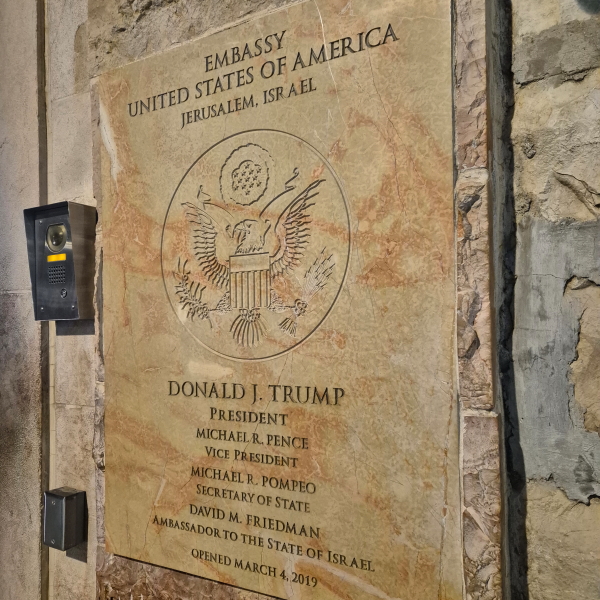 EMBASSY
UNITED STATES OF AMERICA
JERUSALEM, ISRAEL
DONALD J. TRUMP
PRESIDENT
MICHAEL R. PENCE
VICE PRESIDENT
MICHAEL R. POMPEO
SECRETARY OF STATE
DAVID M. FRIEDMAN
AMBASSADOR TO THE STATE OF ISRAEL
OPENED MARCH 4, 2019